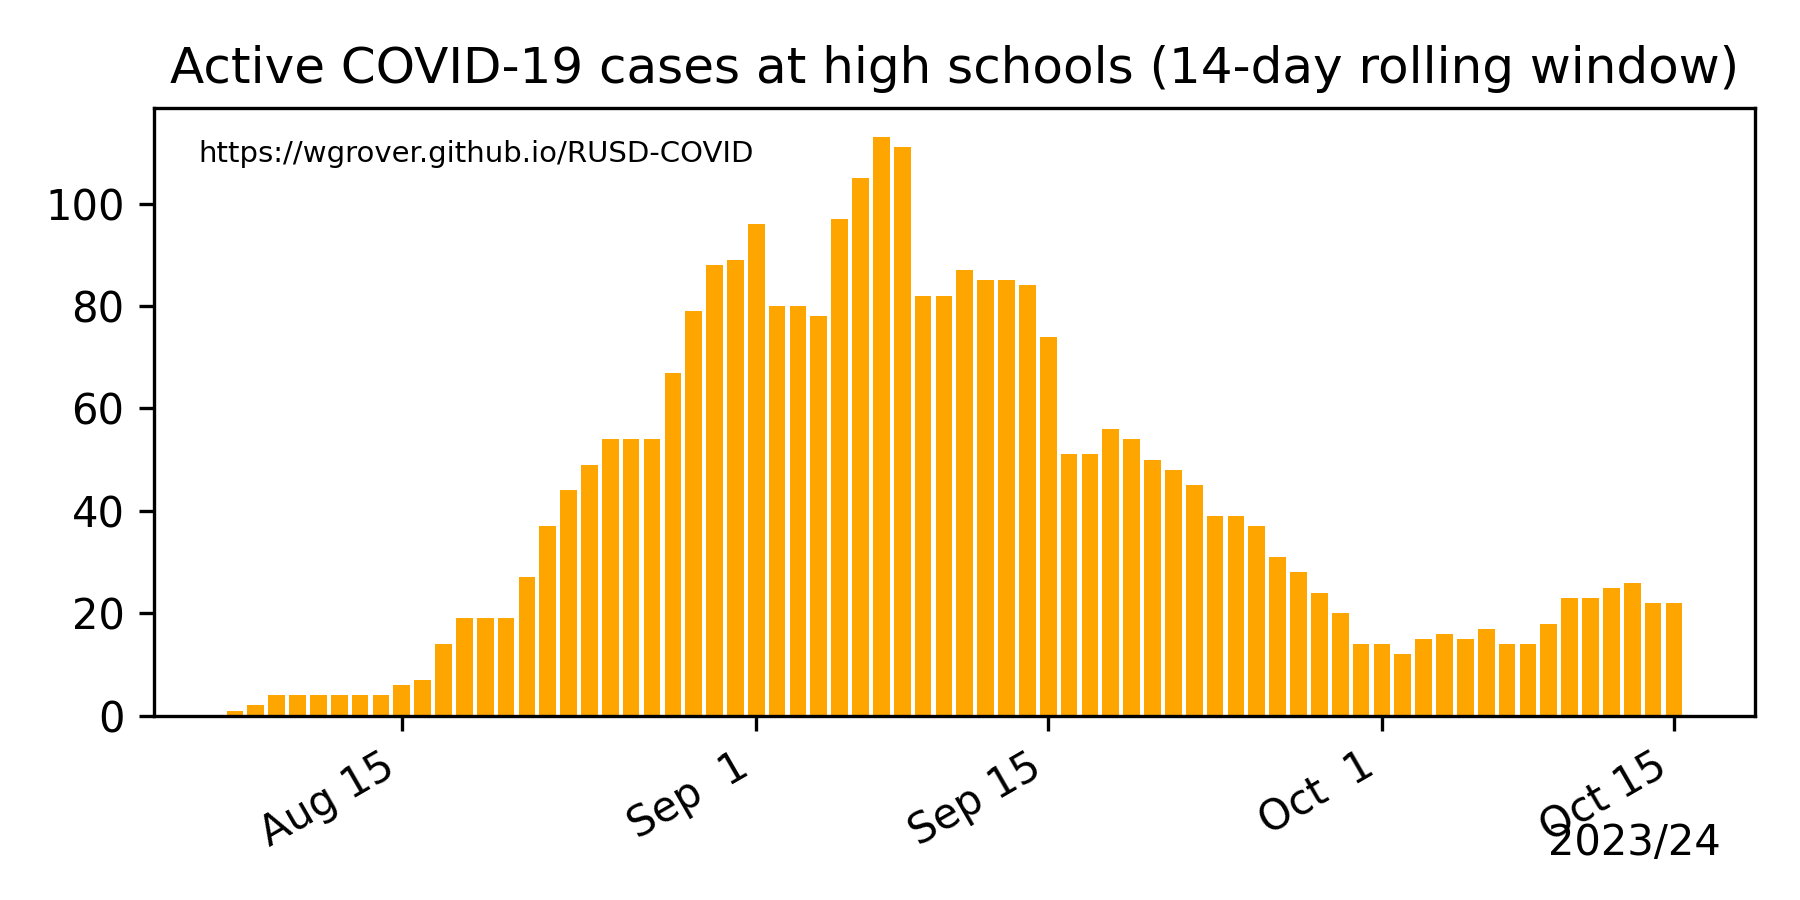 Active COVID-19 cases at high schools (14-day rolling window)
https://wgrover.github.io/RUSD-COVID
100
80
60
40
20
0
Aug 15
Sep  1
Sep 15
Oct  1
Oct 15
2023/24